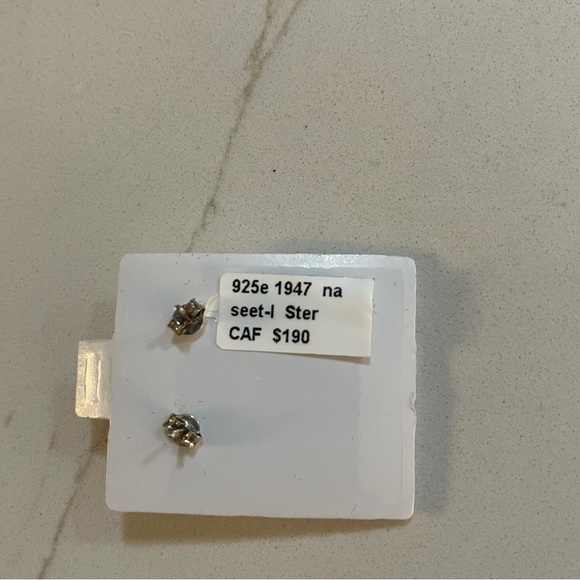 925e 1947 na
seet-l Ster
CAF $190